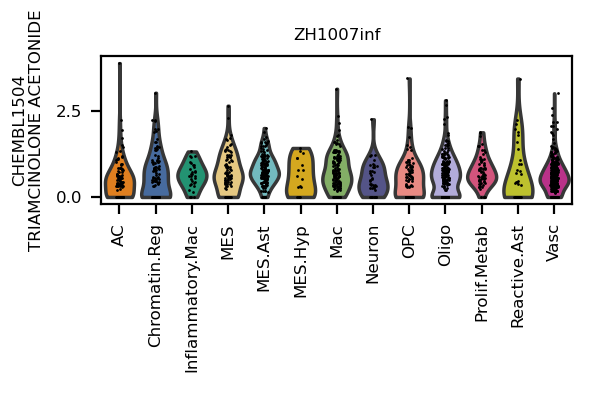 ZH1007inf
CHEMBL1504
TRIAMCINOLONE ACETONIDE
2.5
0.0
AC
Chromatin.Reg
Inflammatory.Mac
MES
MES.Ast
MES.Hyp
Mac
Neuron
OPC
Oligo
Prolif.Metab
Reactive.Ast
Vasc